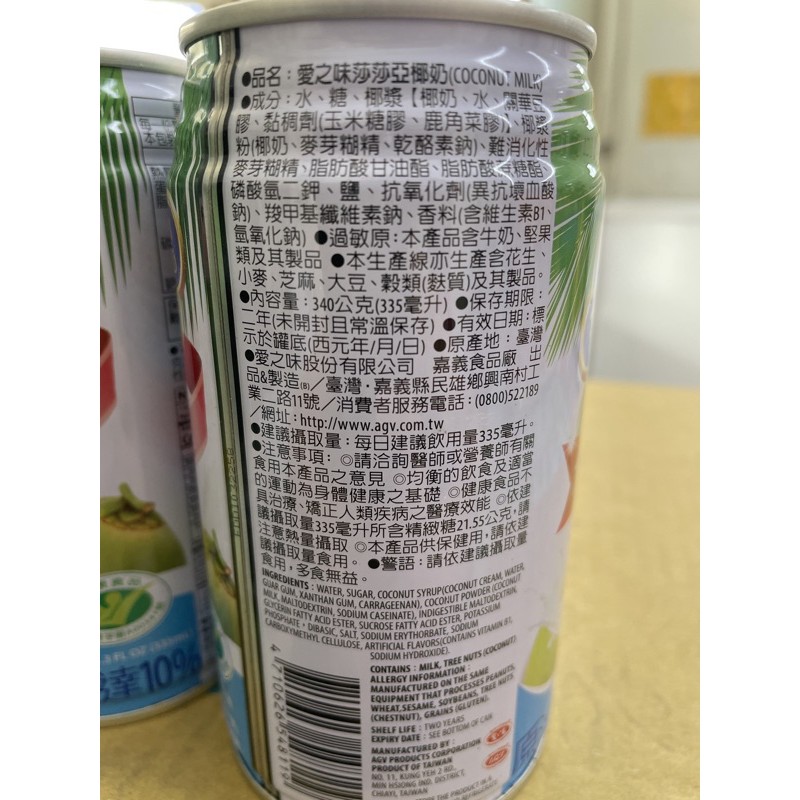 ●品名：愛之味莎莎亞椰奶(COCONUT MILK)
●成分：水、糖、椰漿【椰奶、水、關華豆
膠、黏稠劑(玉米糖膠、鹿角菜膠)】、椰漿
粉(椰奶、麥芽糊精、乾酪素鈉)、難消化性
麥芽糊精、脂肪酸甘油酯、脂肪酸蔗糖酯、
磷酸氫二鉀、鹽、抗氧化劑(異抗壞血酸
鈉)、羧甲基纖維素鈉、香料(含維生素B1、
氫氧化鈉) ●過敏原：本產品含牛奶、堅果
類及其製品 ●本生產線亦生產含花生、
小麥、芝麻、大豆、穀類(麩質)及其製品。
●內容量：340公克(335毫升) ●保存期限：
二年(未開封且常溫保存) ●有效日期：標
示於罐底(西元年/月/日) ●原產地：臺灣
●愛之味股份有限公司 嘉義食品廠 出
品&製造(B)／臺灣・嘉義縣民雄鄉興南村工
業二路11號／消費者服務電話：(0800)522189
／網址：http://www.agv.com.tw
●建議攝取量：每日建議飲用量335毫升。
●注意事項：◎請洽詢醫師或營養師有關
食用本產品之意見 ◎均衡的飲食及適當
的運動為身體健康之基礎 ◎健康食品不
具治療、矯正人類疾病之醫療效能 ◎依建
議攝取量335毫升所含精緻糖21.55公克,請
注意熱量攝取 ◎本產品供保健用,請依建
議攝取量食用。 ●警語：請依建議攝取量
食用，多食無益。
INGREDIENTS: WATER, SUGAR, COCONUT SYRUP(COCONUT CREAM, WATER,
GUAR GUM, XANTHAN GUM, CARRAGEENAN), COCONUT POWDER (COCONUT
MILK, MALTODEXTRIN, SODIUM CASEINATE), INDIGESTIBLE MALTODEXTRIN,
GLYCERIN FATTY ACID ESTER, SUCROSE FATTY ACID ESTER, POTASSIUM
PHOSPHATE，DIBASIC, SALT, SODIUM ERYTHORBATE, SODIUM
CARBOXYMETHYL CELLULOSE, ARTIFICIAL FLAVORS(CONTAINS VITAMIN B1,
SODIUM HYDROXIDE).
CONTAINS : MILK, TREE NUTS (COCONUT)
ALLERGY INFORMATION :
MANUFACTURED ON THE SAME
EQUIPMENT THAT PROCESSES PEANUTS,
WHEAT,SESAME, SOYBEANS, TREE NUTS
(CHESTNUT), GRAINS (GLUTEN).
SHELF LIFE : TWO YEARS
EXPIRY DATE : SEE BOTTOM OF CAN
MANUFACTURED BY :
AGV PRODUCTS CORPORATION
PRODUCT OF TAIWAN
NO. 11, KUNG YEH 2 RD.,
MIN HSIUNG IND. DISTRICT,
CHIAYI, TAIWAN
達10%